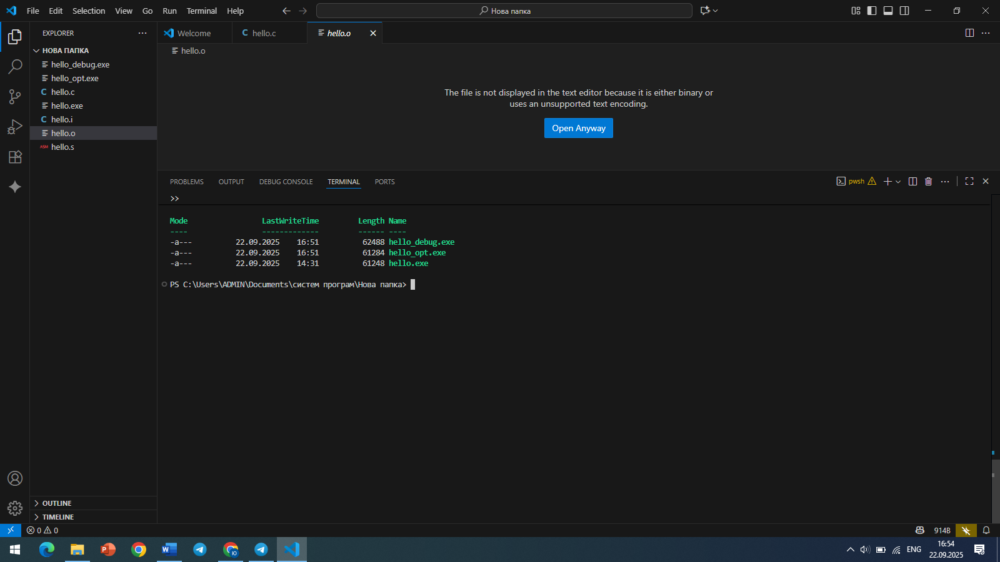 File Edit Selection View Go Run Terminal Help
Нова папка
EXPLORER
НОВА ПАПКА
hello_debug.exe
hello_opt.exe
C hello.c
hello.exe
C hello.i
hello.o
ASM hello.s
OUTLINE
TIMELINE
Welcome
C hello.c
hello.o
hello.o
The file is not displayed in the text editor because it is either binary or
uses an unsupported text encoding.
Open Anyway
PROBLEMS OUTPUT DEBUG CONSOLE TERMINAL PORTS
pwsh
>>
Mode LastWriteTime Length Name
---- ------------- ------ ----
-a--- 22.09.2025 16:51 62488 hello_debug.exe
-a--- 22.09.2025 16:51 61284 hello_opt.exe
-a--- 22.09.2025 14:31 61248 hello.exe
PS C:\Users\ADMIN\Documents\систем програм\Нова папка>
0 0
914B
ENG
16:54
22.09.2025